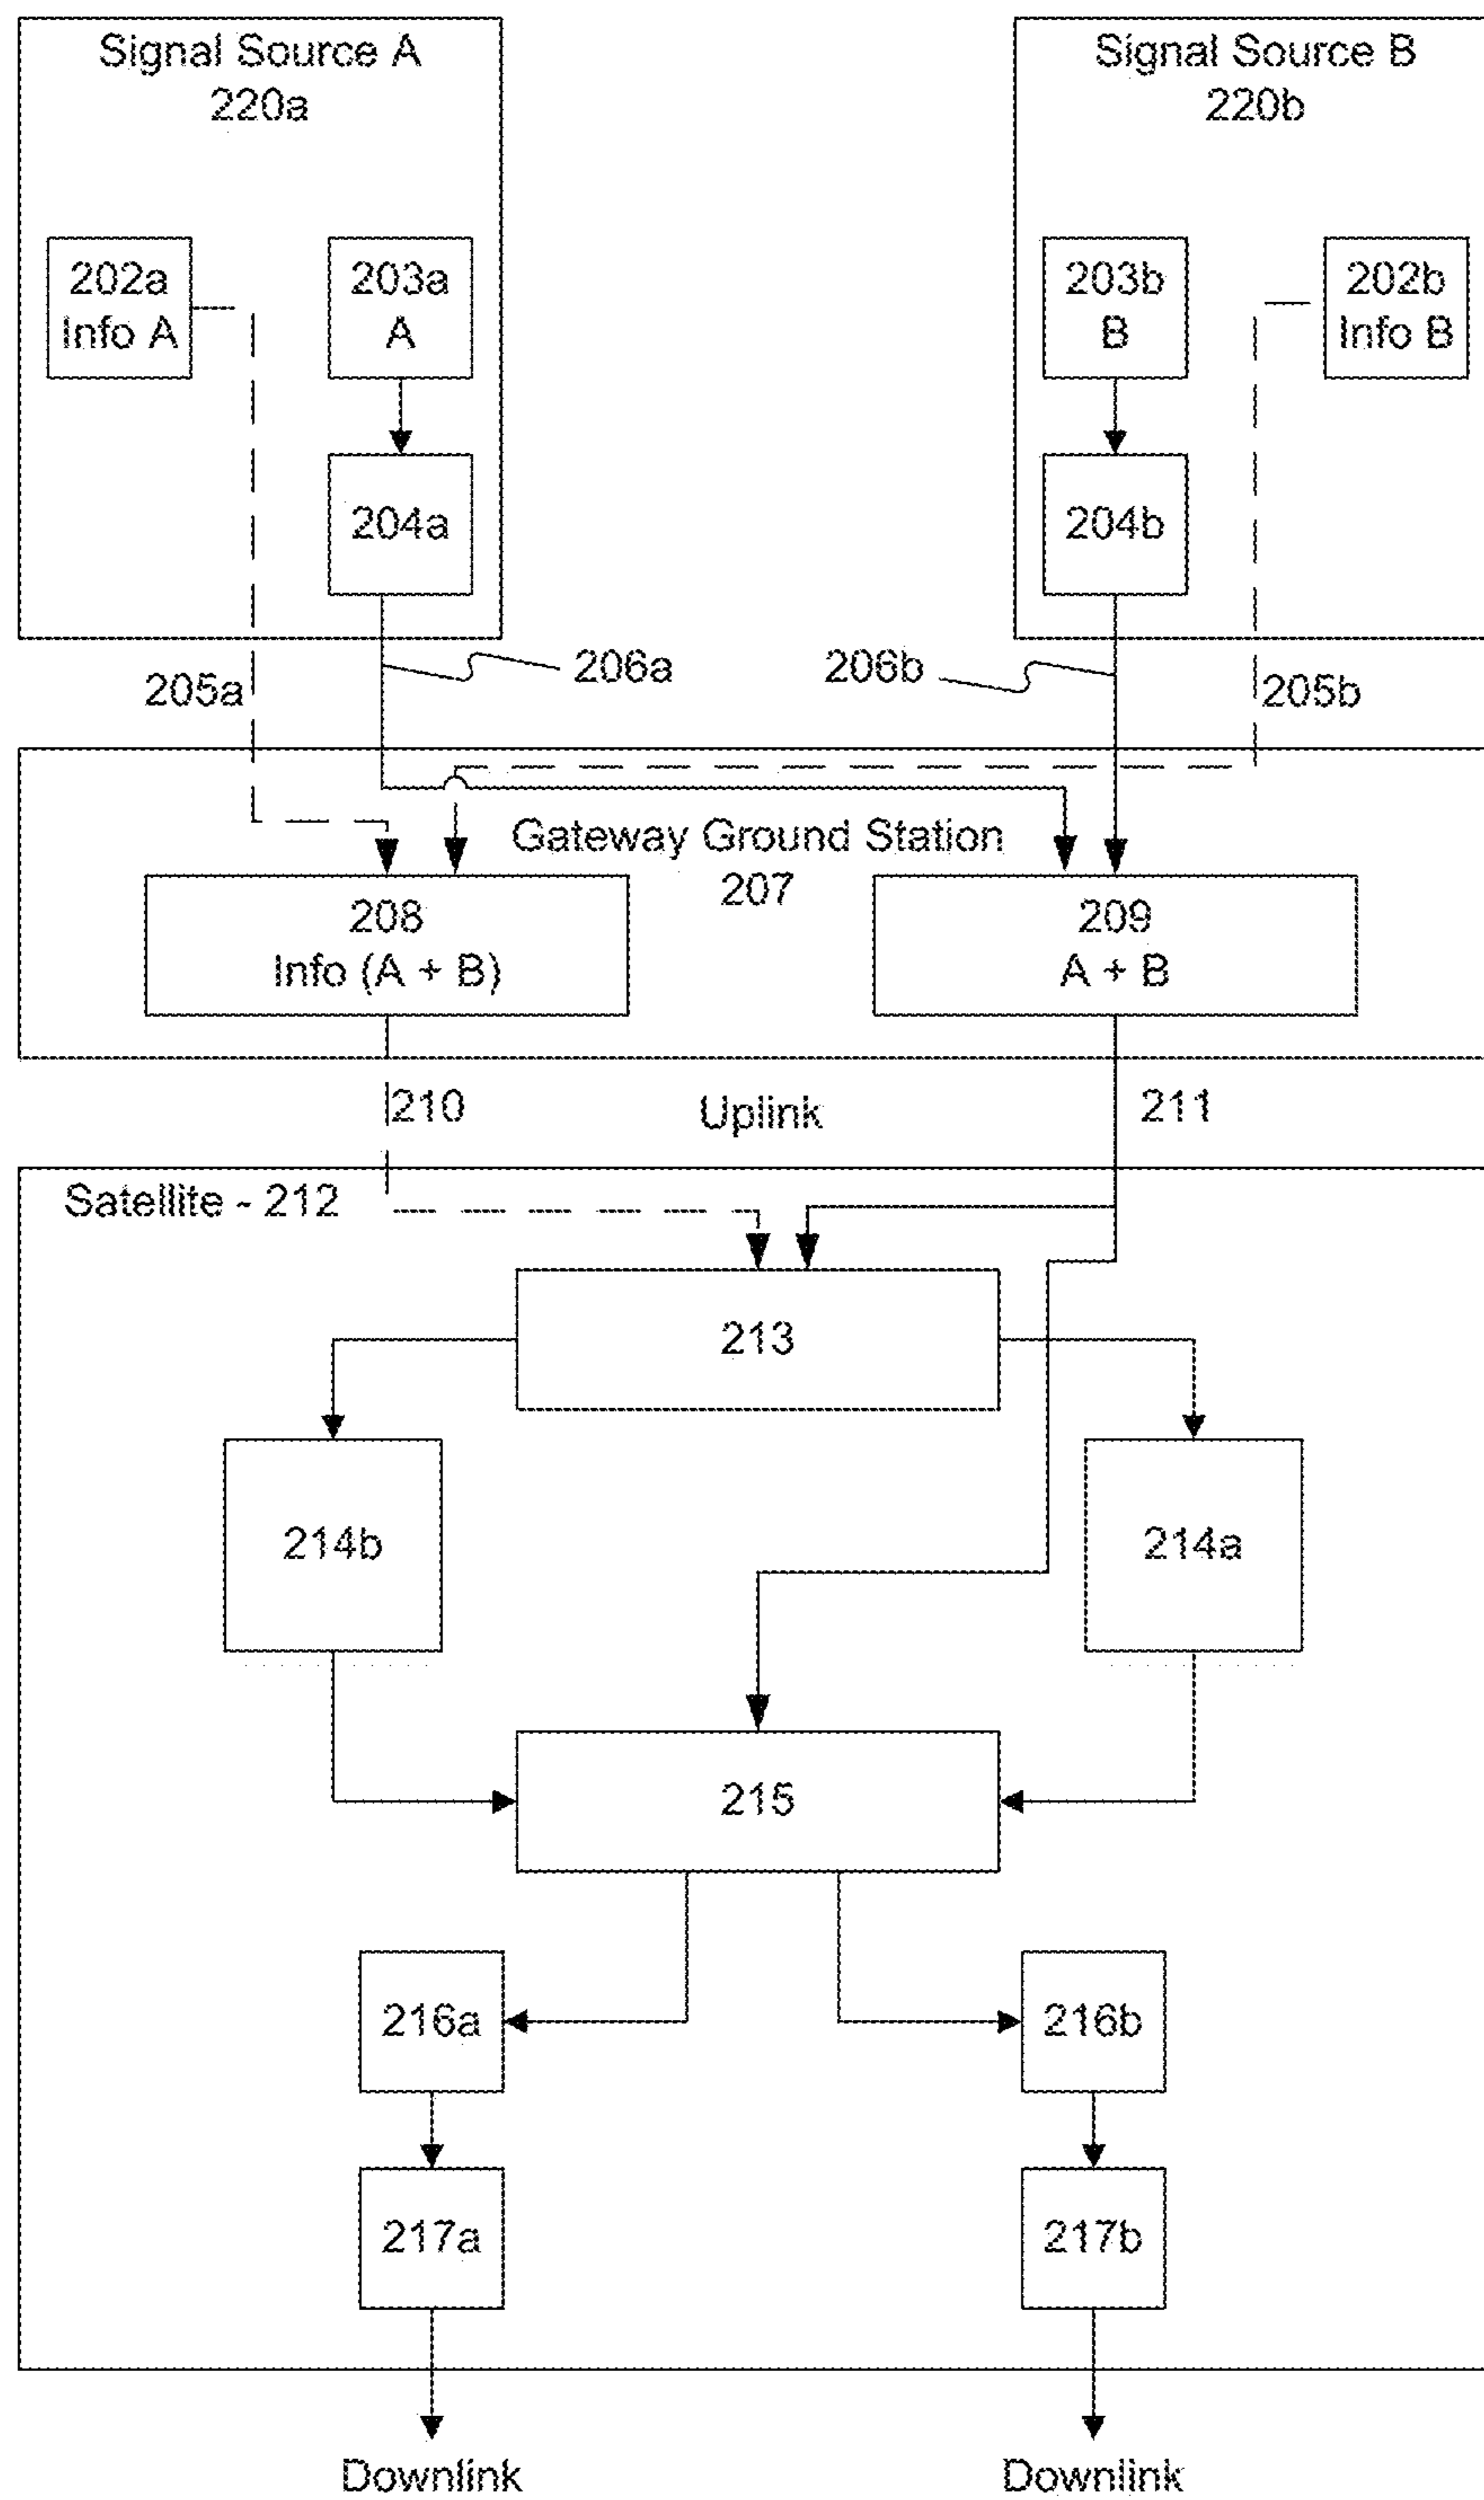 Signal Source A
220a
Signal Source B
220b
202a
Info A
203a
A
203b
B
202b
Info B
204a
204b
205a
206a
206b
205b
Gateway Ground Station
207
208
Info (A + B)
209
A + B
210
Uplink
211
Satellite - 212
213
214b
214a
215
216a
216b
217a
217b
Downlink
Downlink